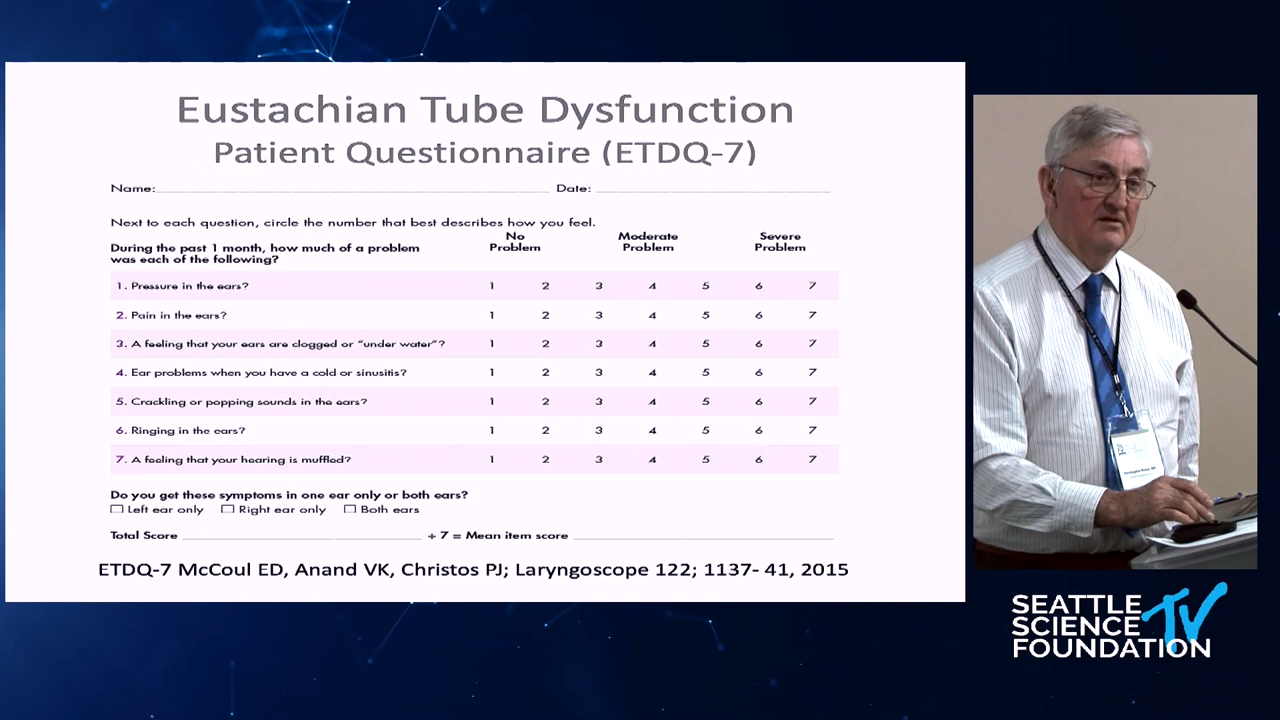 Eustachian Tube Dysfunction
Patient Questionnaire (ETDQ-7)
Name: Date:
Next to each question, circle the number that best describes how you feel.
During the past 1 month, how much of a problem
was each of the following?
No
Problem
Moderate
Problem
Severe
Problem
1. Pressure in the ears? 1 2 3 4 5 6 7
2. Pain in the ears? 1 2 3 4 5 6 7
3. A feeling that your ears are clogged or “under water”? 1 2 3 4 5 6 7
4. Ear problems when you have a cold or sinusitis? 1 2 3 4 5 6 7
5. Crackling or popping sounds in the ears? 1 2 3 4 5 6 7
6. Ringing in the ears? 1 2 3 4 5 6 7
7. A feeling that your hearing is muffled? 1 2 3 4 5 6 7
Do you get these symptoms in one ear only or both ears?
Left ear only Right ear only Both ears
Total Score ÷ 7 = Mean item score
ETDQ-7 McCoul ED, Anand VK, Christos PJ; Laryngoscope 122; 1137- 41, 2015
SEATTLE
SCIENCE TV
FOUNDATION